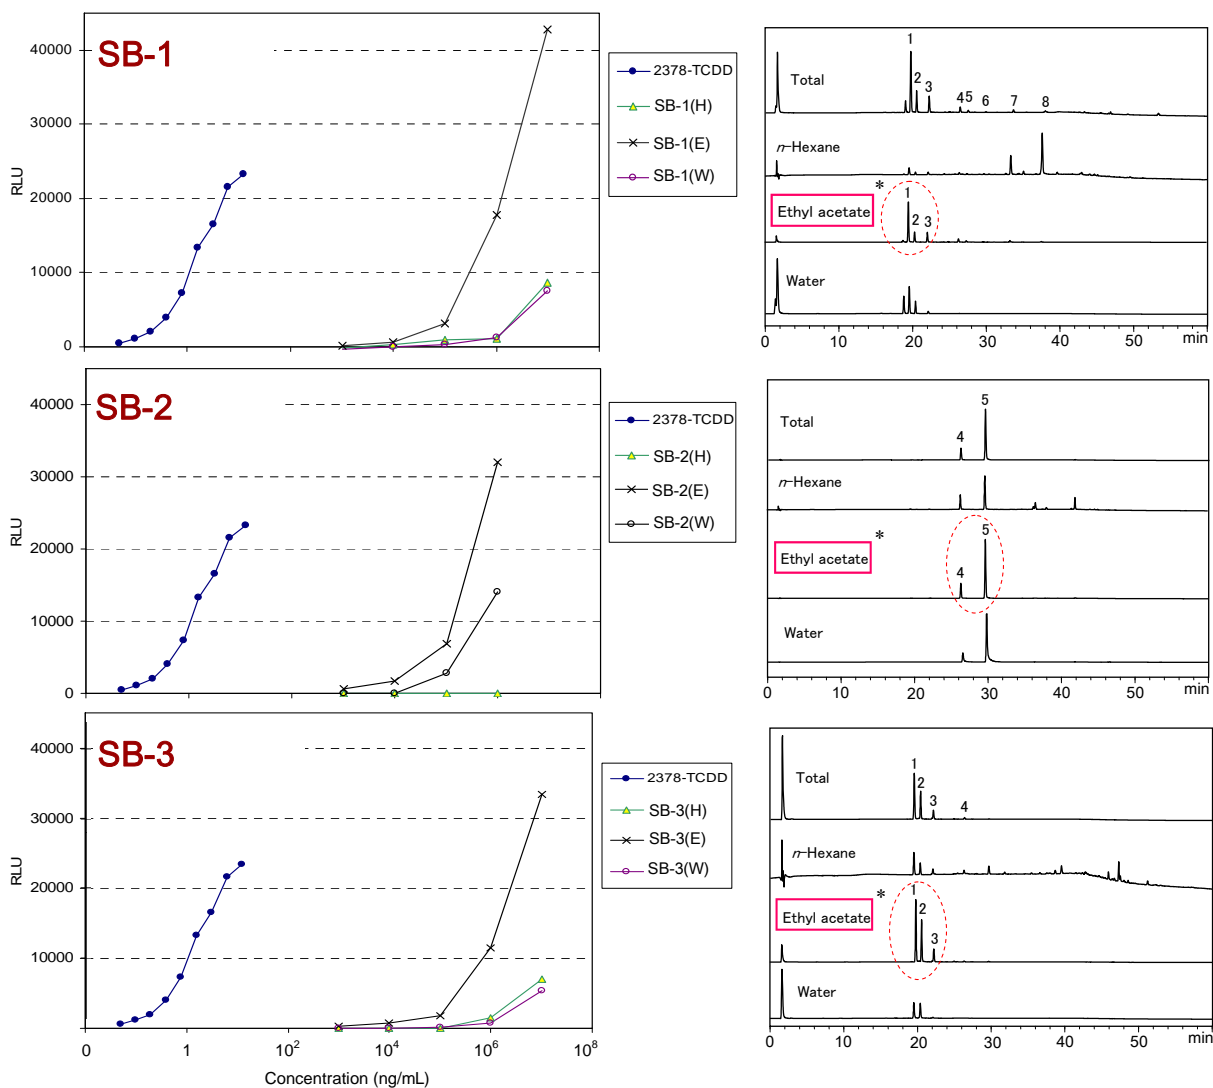 SB-1
40000
30000
20000
10000
0
RLU
2378-TCDD
SB-1(H)
SB-1(E)
SB-1(W)
Total
1
2
3
4 5 6 7 8
n-Hexane
Ethyl acetate
*
1
2 3
Water
0 10 20 30 40 50 min
SB-2
40000
30000
20000
10000
0
RLU
2378-TCDD
SB-2(H)
SB-2(E)
SB-2(W)
Total
4
5
n-Hexane
Ethyl acetate
*
4
5
Water
0 10 20 30 40 50 min
SB-3
40000
30000
20000
10000
RLU
0 1 10² 10⁴ 10⁶ 10⁸
Concentration (ng/mL)
2378-TCDD
SB-3(H)
SB-3(E)
SB-3(W)
Total
1
2
3 4
n-Hexane
Ethyl acetate
*
1
2
3
Water
0 10 20 30 40 50 min